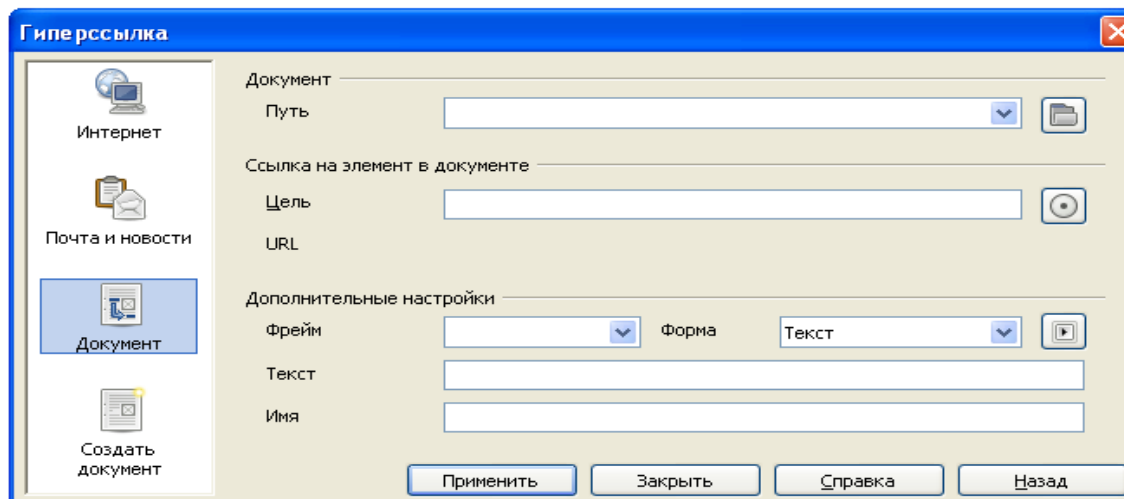 Гиперссылка
Интернет
Почта и новости
Документ
Создать
документ
Документ
Путь
Ссылка на элемент в документе
Цель
URL
Дополнительные настройки
Фрейм Форма Текст
Текст
Имя
Применить Закрыть Справка Назад